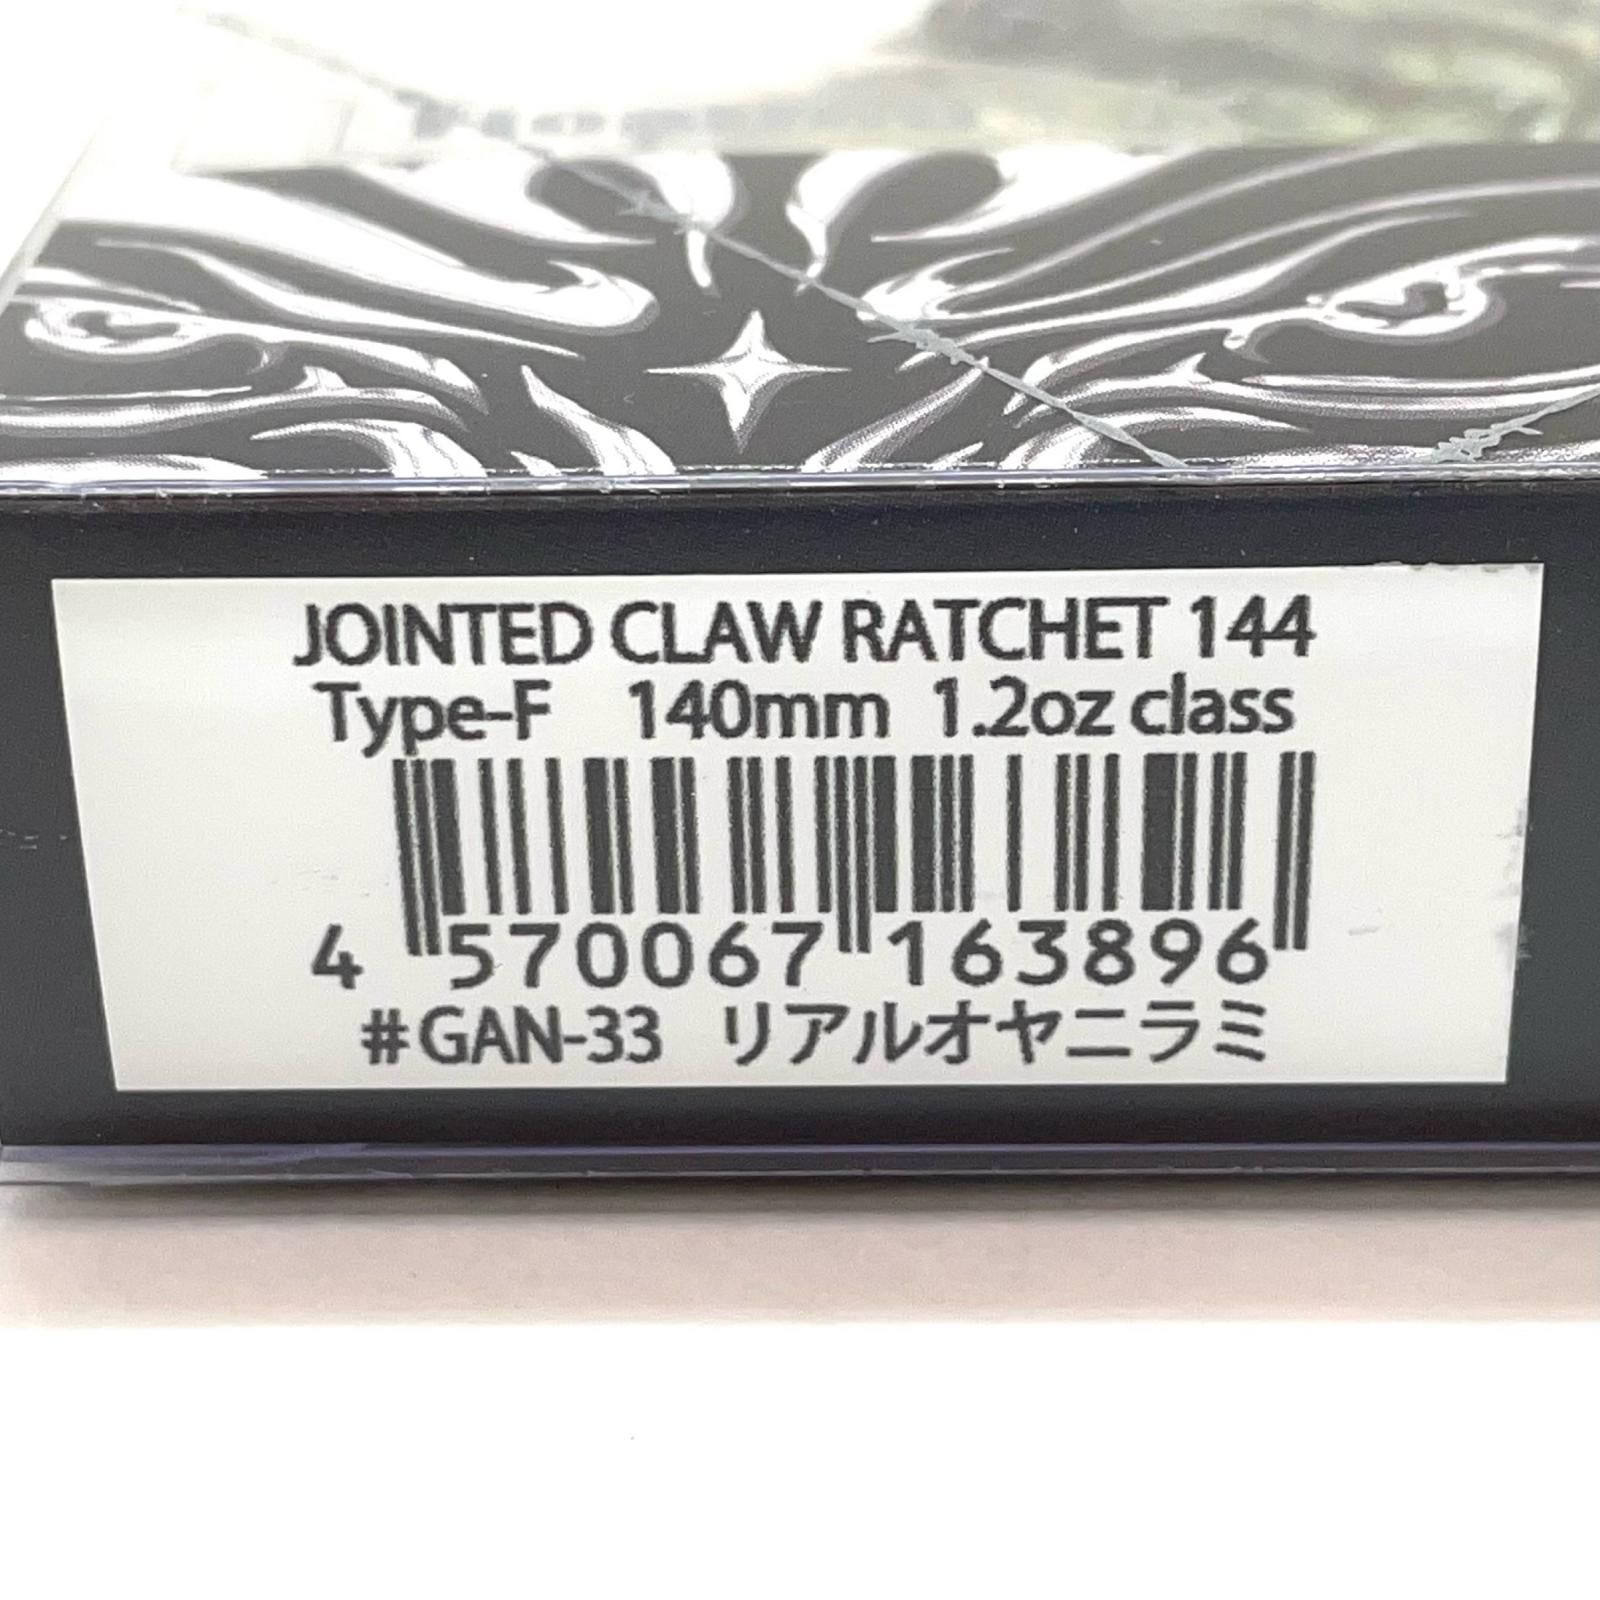 JOINTED CLAW RATCHET 144
Type-F 140mm 1.2oz class
4 570067 163896
#GAN-33 リアルオヤニラミ